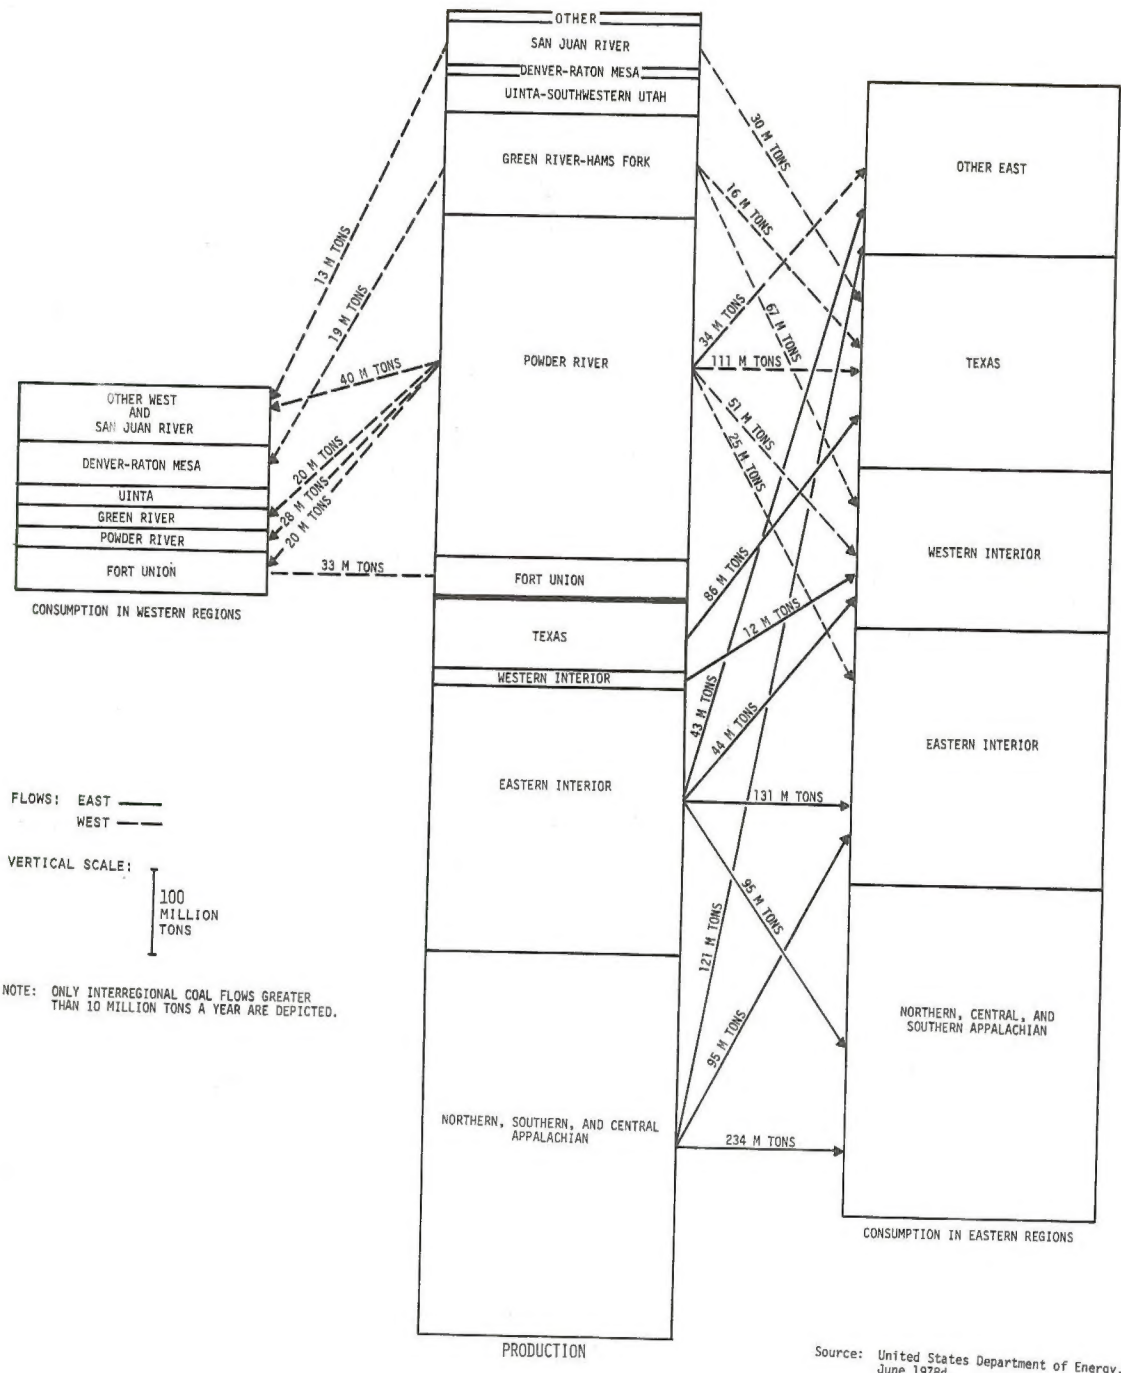 OTHER
SAN JUAN RIVER
DENVER-RATON MESA
UINTA-SOUTHWESTERN UTAH
GREEN RIVER-HAMS FORK
POWDER RIVER
FORT UNION
TEXAS
WESTERN INTERIOR
EASTERN INTERIOR
NORTHERN, SOUTHERN, AND CENTRAL
APPALACHIAN
PRODUCTION
13 M TONS
19 M TONS
40 M TONS
20 M TONS
28 M TONS
20 M TONS
33 M TONS
OTHER WEST
AND
SAN JUAN RIVER
DENVER-RATON MESA
UINTA
GREEN RIVER
POWDER RIVER
FORT UNION
CONSUMPTION IN WESTERN REGIONS
30 M TONS
16 M TONS
67 M TONS
34 M TONS
111 M TONS
51 M TONS
25 M TONS
86 M TONS
12 M TONS
43 M TONS
44 M TONS
131 M TONS
95 M TONS
121 M TONS
95 M TONS
234 M TONS
OTHER EAST
TEXAS
WESTERN INTERIOR
EASTERN INTERIOR
NORTHERN, CENTRAL, AND
SOUTHERN APPALACHIAN
CONSUMPTION IN EASTERN REGIONS
FLOWS: EAST
WEST
VERTICAL SCALE:
100
MILLION
TONS
NOTE: ONLY INTERREGIONAL COAL FLOWS GREATER
THAN 10 MILLION TONS A YEAR ARE DEPICTED.
Source: United States Department of Energy,
June 1978d